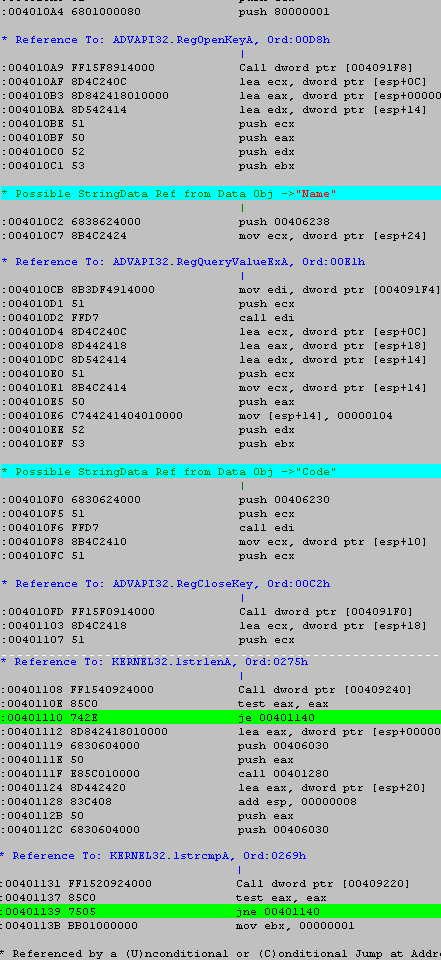 :004010A4 6801000080 push 80000001
* Reference To: ADVAPI32.RegOpenKeyA, Ord:00D8h
|
:004010A9 FF15F8914000 Call dword ptr [004091F8]
:004010AF 8D4C240C lea ecx, dword ptr [esp+0C]
:004010B3 8D842418010000 lea eax, dword ptr [esp+00000
:004010BA 8D542414 lea edx, dword ptr [esp+14]
:004010BE 51 push ecx
:004010BF 50 push eax
:004010C0 52 push edx
:004010C1 53 push ebx
* Possible StringData Ref from Data Obj ->"Name"
|
:004010C2 6838624000 push 00406238
:004010C7 8B4C2424 mov ecx, dword ptr [esp+24]
* Reference To: ADVAPI32.RegQueryValueExA, Ord:00E1h
|
:004010CB 8B3DF4914000 mov edi, dword ptr [004091F4]
:004010D1 51 push ecx
:004010D2 FFD7 call edi
:004010D4 8D4C240C lea ecx, dword ptr [esp+0C]
:004010D8 8D442418 lea eax, dword ptr [esp+18]
:004010DC 8D542414 lea edx, dword ptr [esp+14]
:004010E0 51 push ecx
:004010E1 8B4C2414 mov ecx, dword ptr [esp+14]
:004010E5 50 push eax
:004010E6 C744241404010000 mov [esp+14], 00000104
:004010EE 52 push edx
:004010EF 53 push ebx
* Possible StringData Ref from Data Obj ->"Code"
|
:004010F0 6830624000 push 00406230
:004010F5 51 push ecx
:004010F6 FFD7 call edi
:004010F8 8B4C2410 mov ecx, dword ptr [esp+10]
:004010FC 51 push ecx
* Reference To: ADVAPI32.RegCloseKey, Ord:00C2h
|
:004010FD FF15F0914000 Call dword ptr [004091F0]
:00401103 8D4C2418 lea ecx, dword ptr [esp+18]
:00401107 51 push ecx
* Reference To: KERNEL32.lstrlenA, Ord:0275h
|
:00401108 FF1540924000 Call dword ptr [00409240]
:0040110E 85C0 test eax, eax
:00401110 742E je 00401140
:00401112 8D842418010000 lea eax, dword ptr [esp+00000
:00401119 6830604000 push 00406030
:0040111E 50 push eax
:0040111F E85C010000 call 00401280
:00401124 8D442420 lea eax, dword ptr [esp+20]
:00401128 83C408 add esp, 00000008
:0040112B 50 push eax
:0040112C 6830604000 push 00406030
* Reference To: KERNEL32.lstrcmpA, Ord:0269h
|
:00401131 FF1520924000 Call dword ptr [00409220]
:00401137 85C0 test eax, eax
:00401139 7505 jne 00401140
:0040113B BB01000000 mov ebx, 00000001
* Referenced by a (U)nconditional or (C)onditional Jump at Addr